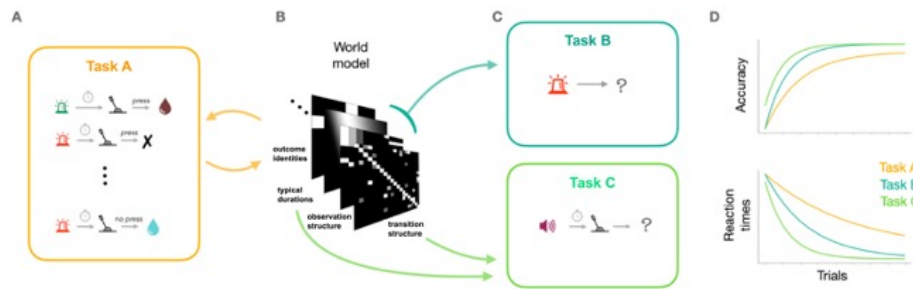 A
Task A
press
press
✗
no press
B
World
model
outcome
identities
typical
durations
observation
structure
transition
structure
C
Task B
?
Task C
?
D
Accuracy
Reaction
times
Trials
Task A
Task
Task